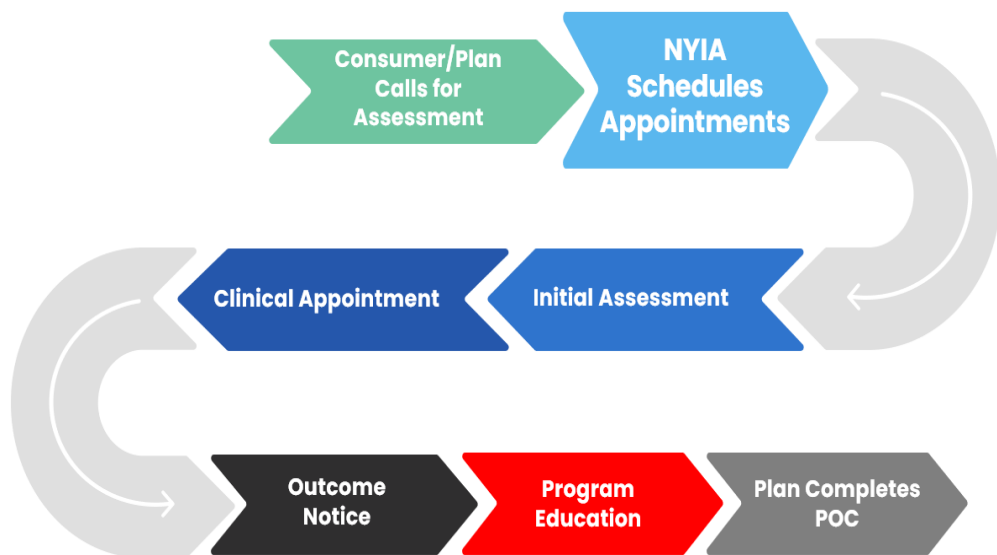 Consumer/Plan
Calls for
Assessment
NYIA
Schedules
Appointments
Initial Assessment
Clinical Appointment
Outcome
Notice
Program
Education
Plan Completes
POC